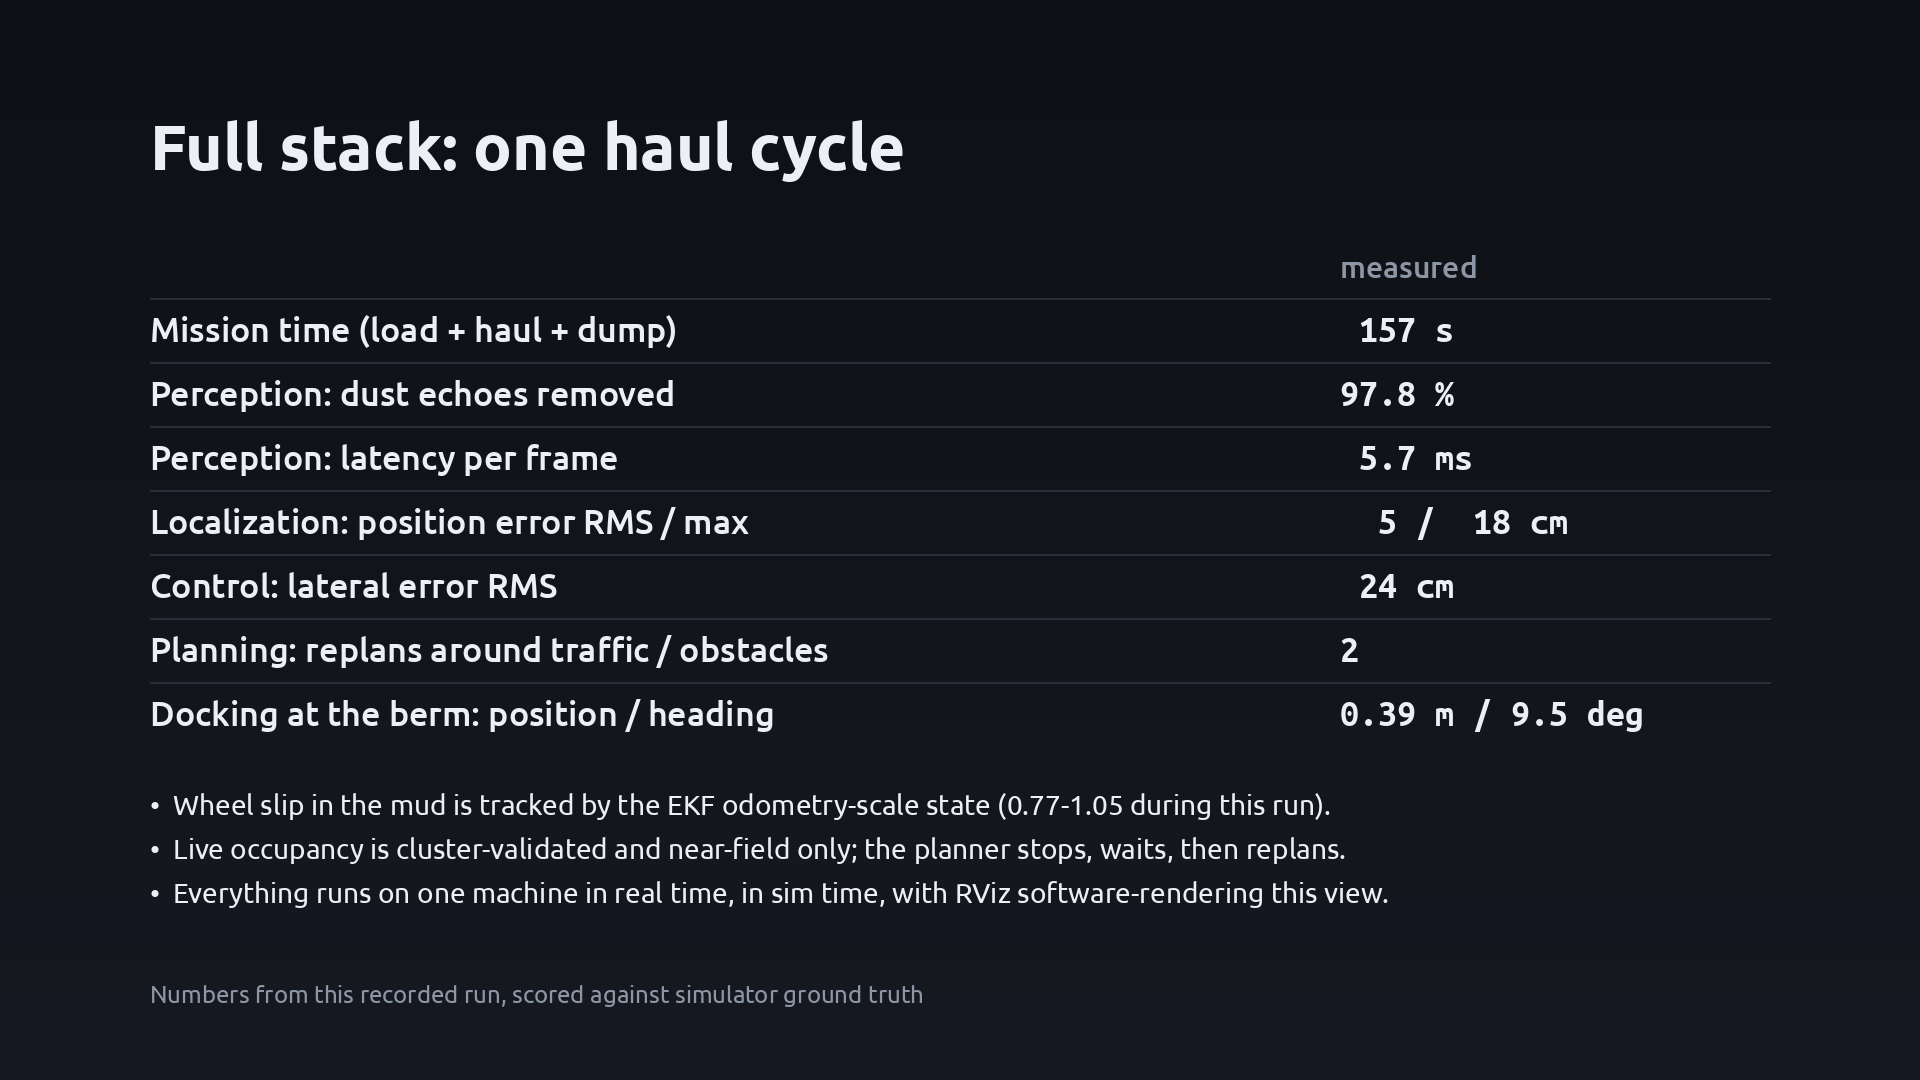 Full stack: one haul cycle
measured
Mission time (load + haul + dump) 157 s
Perception: dust echoes removed 97.8 %
Perception: latency per frame 5.7 ms
Localization: position error RMS / max 5 / 18 cm
Control: lateral error RMS 24 cm
Planning: replans around traffic / obstacles 2
Docking at the berm: position / heading 0.39 m / 9.5 deg
• Wheel slip in the mud is tracked by the EKF odometry-scale state (0.77-1.05 during this run).
• Live occupancy is cluster-validated and near-field only; the planner stops, waits, then replans.
• Everything runs on one machine in real time, in sim time, with RViz software-rendering this view.
Numbers from this recorded run, scored against simulator ground truth